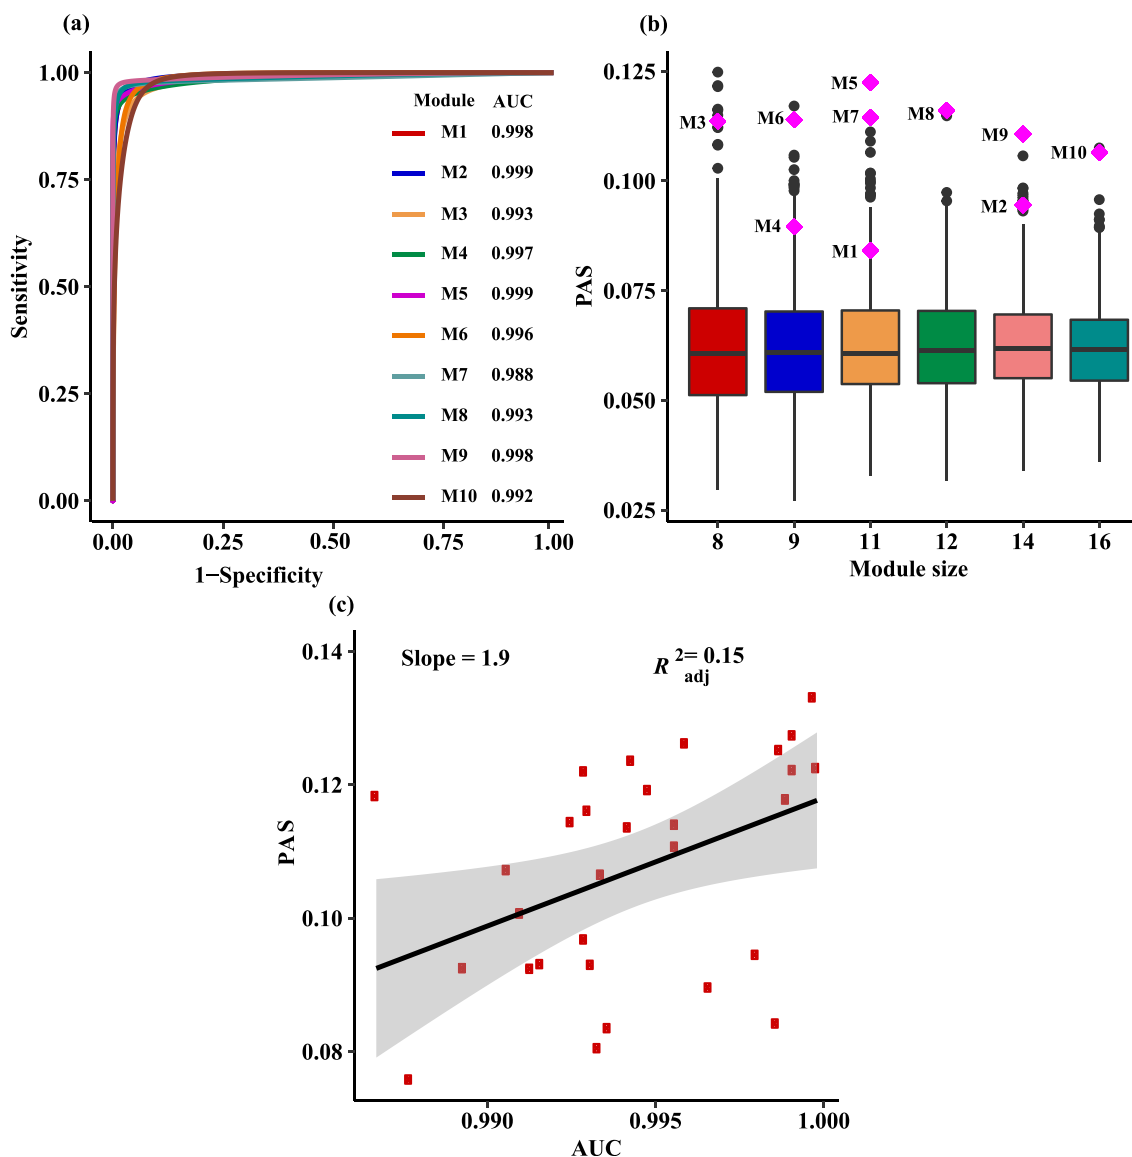 (a)
1.00
0.75
0.50
0.25
0.00
Sensitivity
0.00 0.25 0.50 0.75 1.00
1−Specificity
Module AUC
M1 0.998
M2 0.999
M3 0.993
M4 0.997
M5 0.999
M6 0.996
M7 0.988
M8 0.993
M9 0.998
M10 0.992
(b)
0.125
0.100
0.075
0.050
0.025
PAS
M3
M6
M4
M5
M7
M1
M8
M9
M2
M10
8 9 11 12 14 16
Module size
(c)
0.14
0.12
0.10
0.08
PAS
Slope = 1.9
R²adj = 0.15
0.990 0.995 1.000
AUC